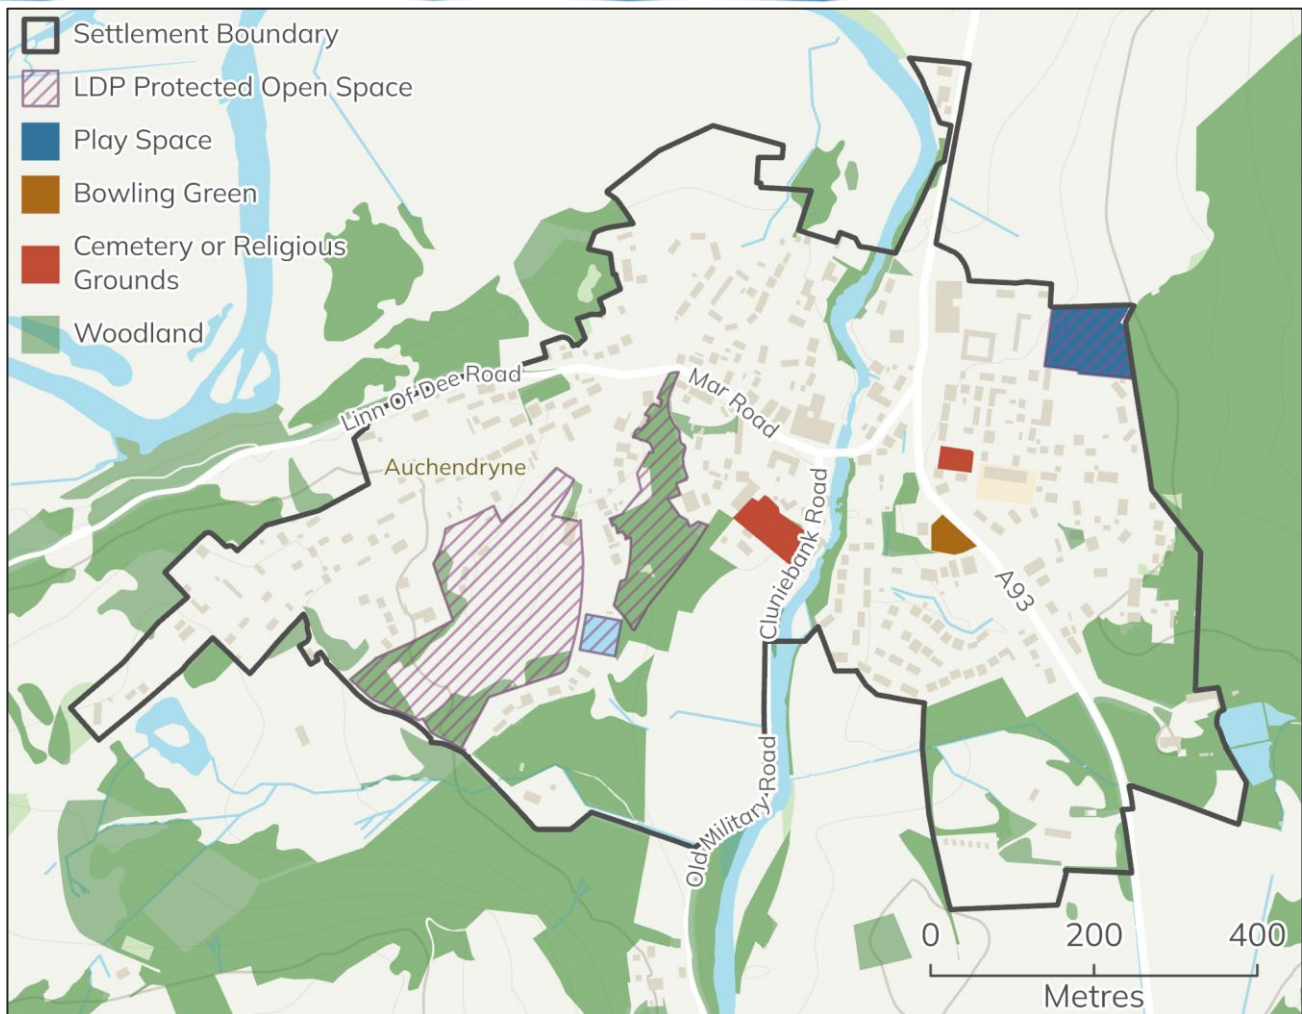 Settlement Boundary
LDP Protected Open Space
Play Space
Bowling Green
Cemetery or Religious
Grounds
Woodland
Linn Of Dee Road
Mar Road
Auchendryne
Cluniebank Road
A93
Old Military Road
0 200 400
Metres